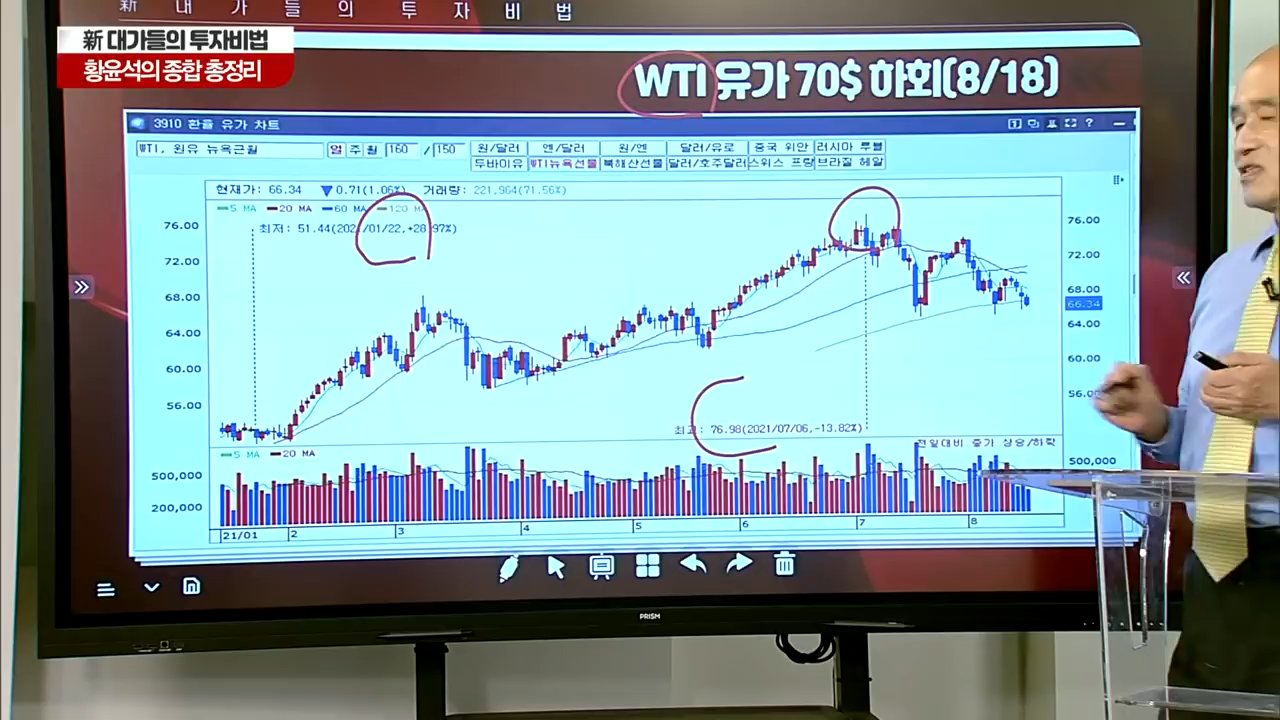 新 대 가 들 의 투 자 비 법
新 대가들의 투자비법
황윤석의 종합 총정리
WTI 유가 70$ 하회(8/18)
3910 환율 유가 차트
WTI, 원유 뉴욕근월 일 주 월 160 /150 원/달러 엔/달러 원/엔 달러/유로 중국 위안 러시아 루블
두바이유 WTI뉴욕선물 북해산선물 달러/호주달러 스위스 프랑 브라질 헤알
현재가: 66.34 ▼0.71(1.06%) 거래량: 221,964(71.56%)
5 MA 20 MA 60 MA 120 MA
최저: 51.44(2021/01/22,+28.97%)
76.00 76.00
72.00 72.00
68.00 68.00
66.34
64.00 64.00
60.00 60.00
56.00 56.00
최고: 76.98(2021/07/06,-13.82%)
5 MA 20 MA
전일대비 증가 상승/하락
500,000 500,000
200,000
21/01 2 3 4 5 6 7 8
PRISM